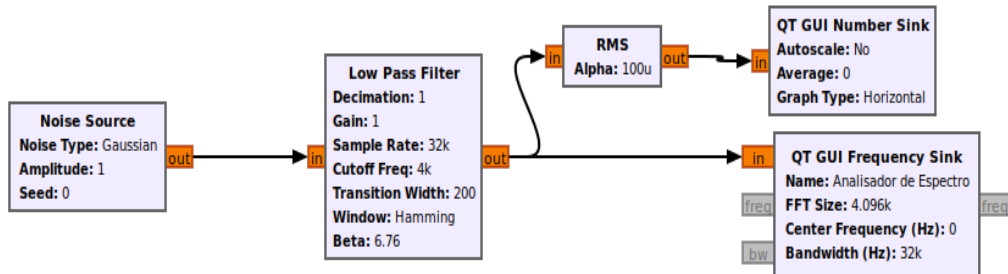 Noise Source
Noise Type: Gaussian
Amplitude: 1
Seed: 0
out
in
Low Pass Filter
Decimation: 1
Gain: 1
Sample Rate: 32k
Cutoff Freq: 4k
Transition Width: 200
Window: Hamming
Beta: 6.76
out
in
RMS
Alpha: 100u
out
in
QT GUI Number Sink
Autoscale: No
Average: 0
Graph Type: Horizontal
in
freq
bw
QT GUI Frequency Sink
Name: Analisador de Espectro
FFT Size: 4.096k
Center Frequency (Hz): 0
Bandwidth (Hz): 32k
freq